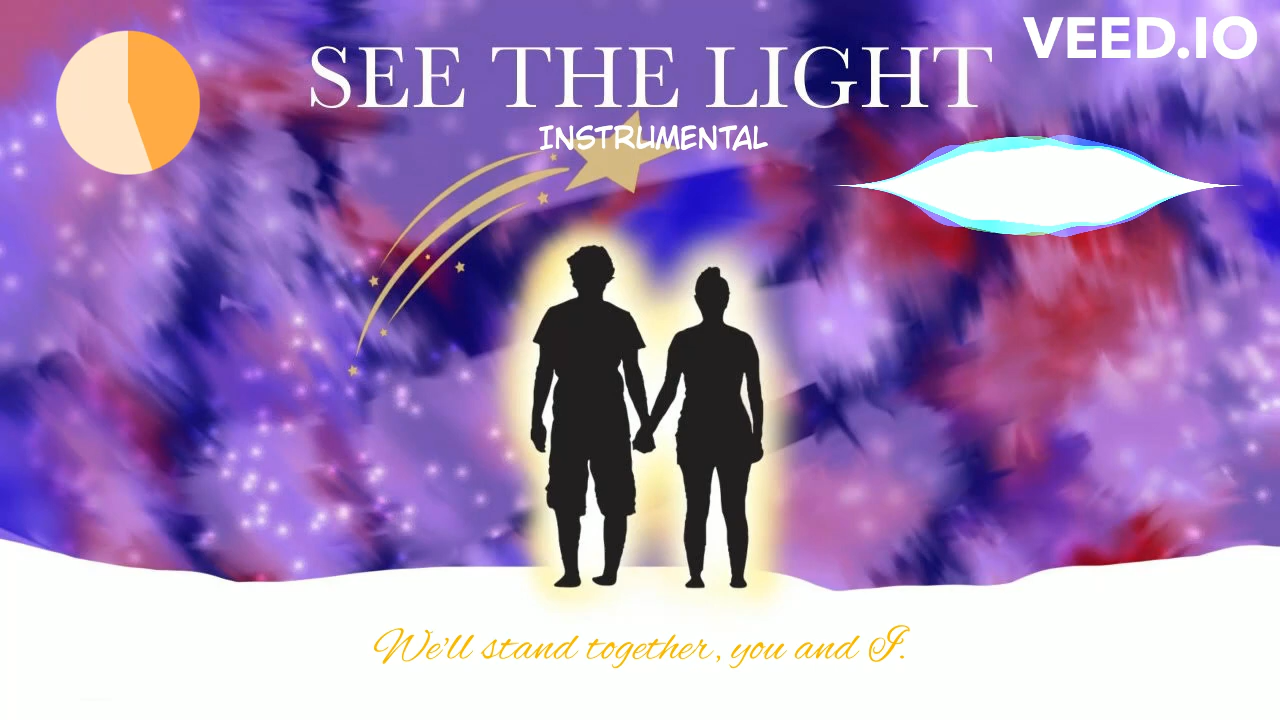 VEED.IO
SEE THE LIGHT
INSTRUMENTAL
We'll stand together, you and I.